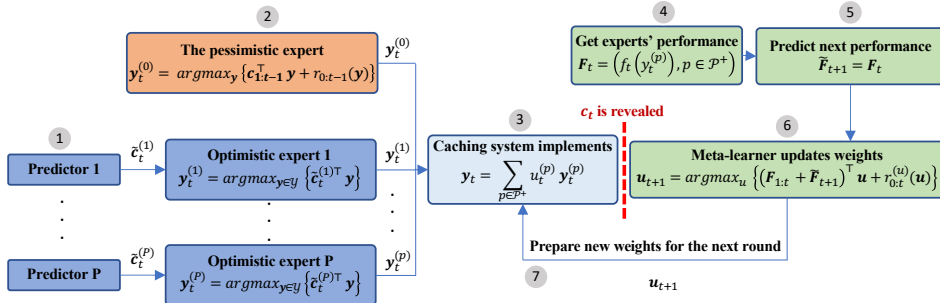 2
The pessimistic expert
y_t^(0) = argmax_y {c_{1:t-1}^⊤ y + r_{0:t-1}(y)}
y_t^(0)
1
Predictor 1
c̃_t^(1)
Optimistic expert 1
y_t^(1) = argmax_{y∈𝒴} {c̃_t^(1)⊤ y}
y_t^(1)
Predictor P
c̃_t^(P)
Optimistic expert P
y_t^(P) = argmax_{y∈𝒴} {c̃_t^(P)⊤ y}
y_t^(p)
3
Caching system implements
y_t = ∑_{p∈𝒫⁺} u_t^(p) y_t^(p)
c_t is revealed
4
Get experts' performance
F_t = (f_t(y_t^(p)), p ∈ 𝒫⁺)
5
Predict next performance
F̃_{t+1} = F_t
6
Meta-learner updates weights
u_{t+1} = argmax_u {(F_{1:t} + F̃_{t+1})^⊤ u + r_{0:t}^(u)(u)}
Prepare new weights for the next round
7
u_{t+1}